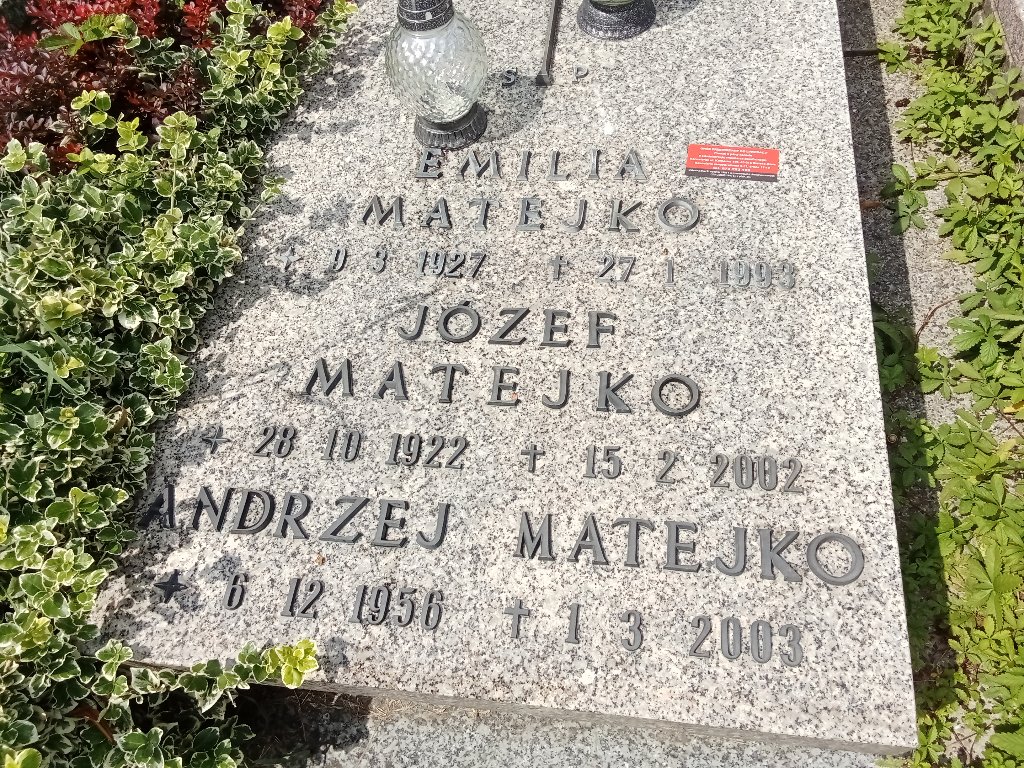 S P
EMILIA
MATEJKO
9 3 1927 † 27 1 1993
JÓZEF
MATEJKO
28 10 1922 † 15 2 2002
ANDRZEJ MATEJKO
6 12 1956 † 1 3 2003